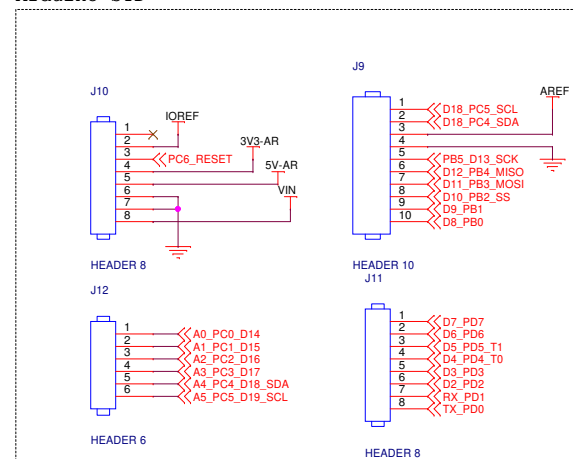 J10
1
2
3
4
5
6
7
8
IOREF
PC6_RESET
3V3-AR
5V-AR
VIN
HEADER 8
J9
1
2
3
4
5
6
7
8
9
10
AREF
D18_PC5_SCL
D18_PC4_SDA
PB5_D13_SCK
D12_PB4_MISO
D11_PB3_MOSI
D10_PB2_SS
D9_PB1
D8_PB0
HEADER 10
J12
1
2
3
4
5
6
A0_PC0_D14
A1_PC1_D15
A2_PC2_D16
A3_PC3_D17
A4_PC4_D18_SDA
A5_PC5_D19_SCL
HEADER 6
J11
1
2
3
4
5
6
7
8
D7_PD7
D6_PD6
D5_PD5_T1
D4_PD4_T0
D3_PD3
D2_PD2
RX_PD1
TX_PD0
HEADER 8